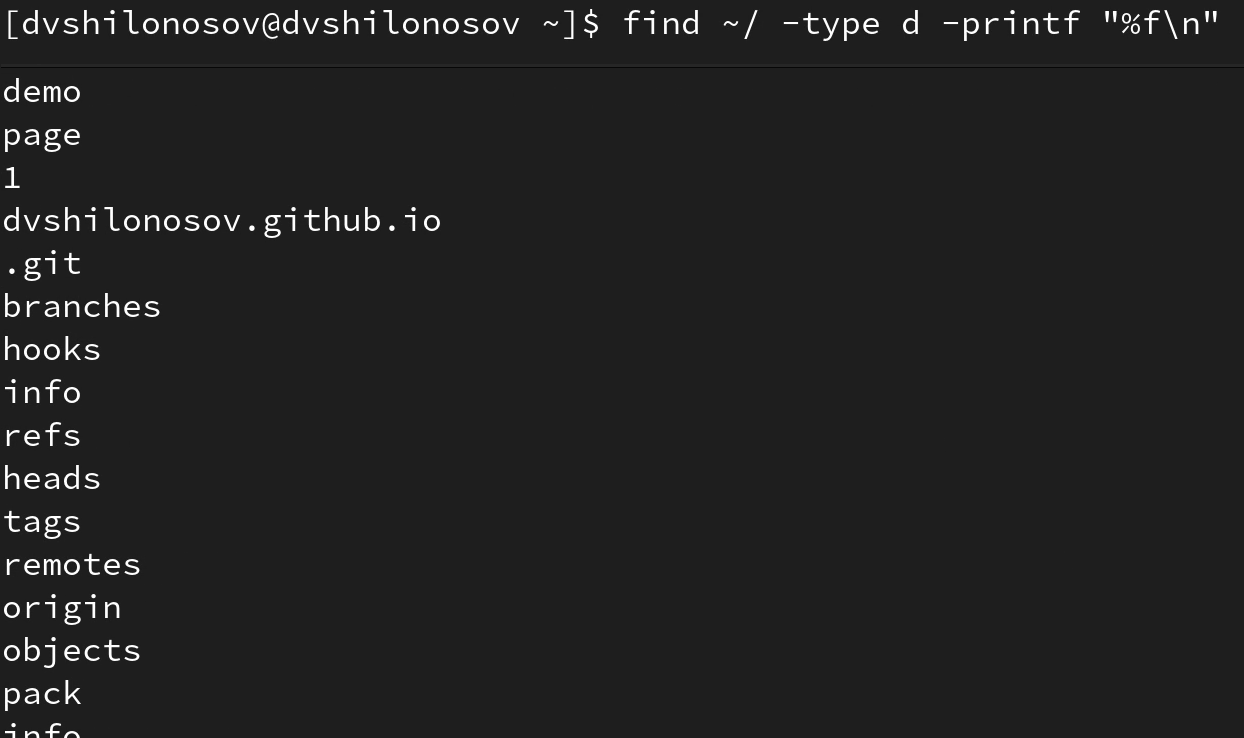 [dvshilonosov@dvshilonosov ~]$ find ~/ -type d -printf "%f\n"
demo
page
1
dvshilonosov.github.io
.git
branches
hooks
info
refs
heads
tags
remotes
origin
objects
pack
info